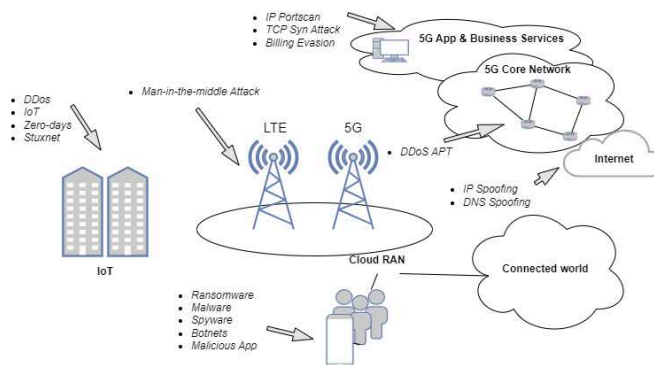 • IP Portscan
• TCP Syn Attack
• Billing Evasion
5G App & Business Services
5G Core Network
• DDos
• IoT
• Zero-days
• Stuxnet
• Man-in-the-middle Attack
LTE
5G
• DDoS APT
Internet
• IP Spoofing
• DNS Spoofing
IoT
Cloud RAN
Connected world
• Ransomware
• Malware
• Spyware
• Botnets
• Malicious App